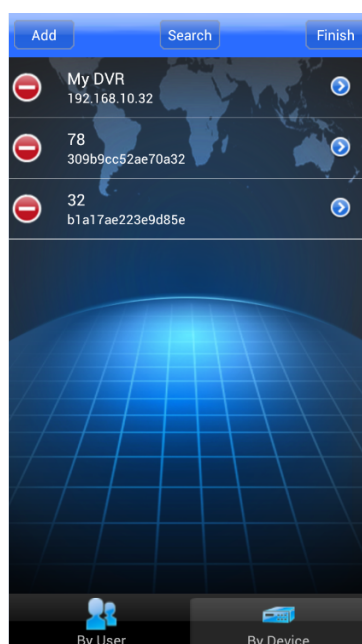 Add Search Finish
My DVR
192.168.10.32
78
309b9cc52ae70a32
32
b1a17ae223e9d85e
By User By Device